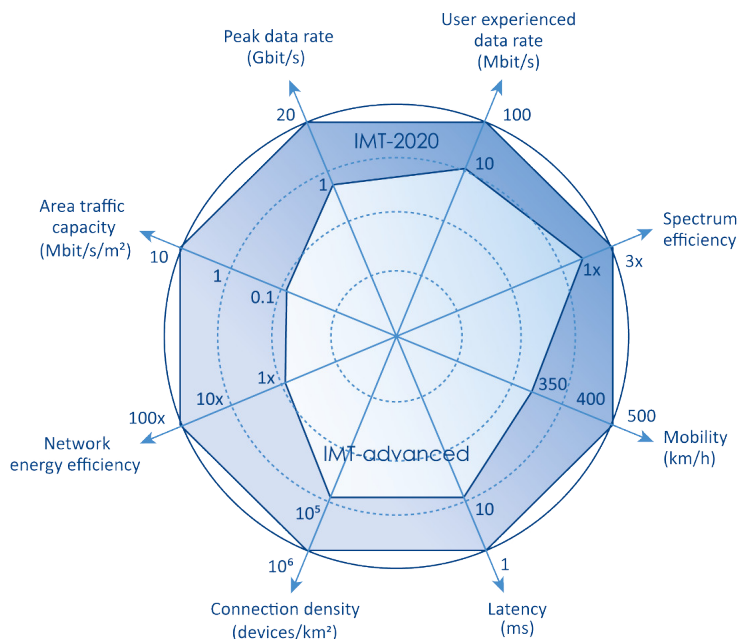 User experienced
data rate
(Mbit/s)
Peak data rate
(Gbit/s)
20
100
IMT-2020
1
10
Area traffic
capacity
(Mbit/s/m²)
Spectrum
efficiency
10
1
0.1
1x
3x
1x
10x
100x
350
400
500
Network
energy efficiency
Mobility
(km/h)
IMT-advanced
10⁵
10
10⁶
1
Connection density
(devices/km²)
Latency
(ms)